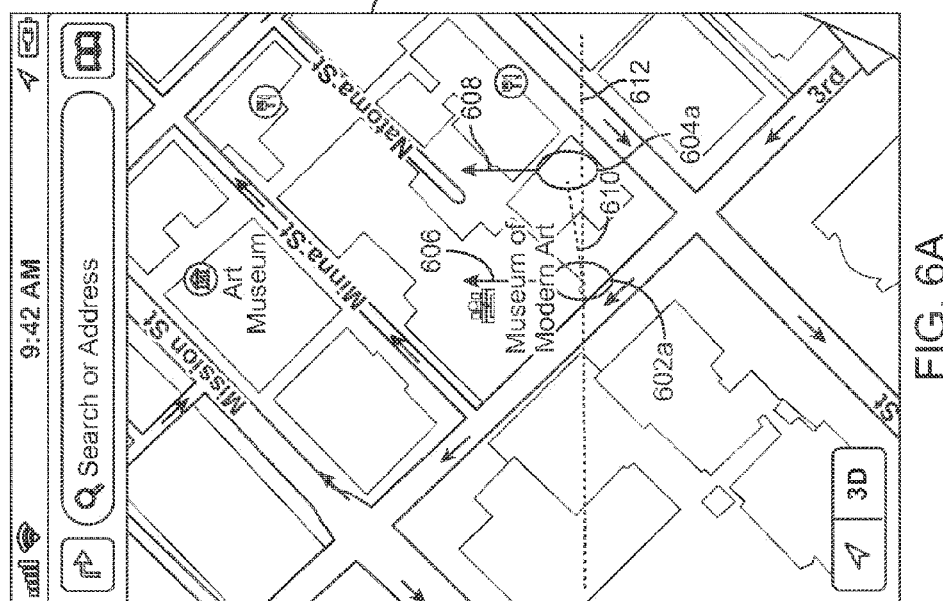 9:42 AM
Search or Address
Mission St
Art
Museum
Minna St
Natoma St
606
608
Museum of
Modern Art
602a
610
604a
612
3rd
St
3D
FIG. 6A